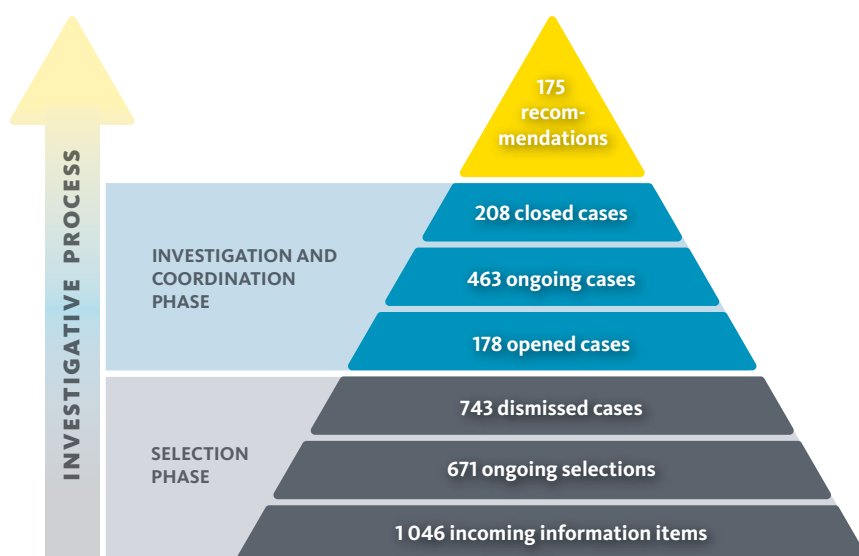 INVESTIGATIVE PROCESS
175
recom-
mendations
INVESTIGATION AND
COORDINATION
PHASE
208 closed cases
463 ongoing cases
178 opened cases
SELECTION
PHASE
743 dismissed cases
671 ongoing selections
1 046 incoming information items